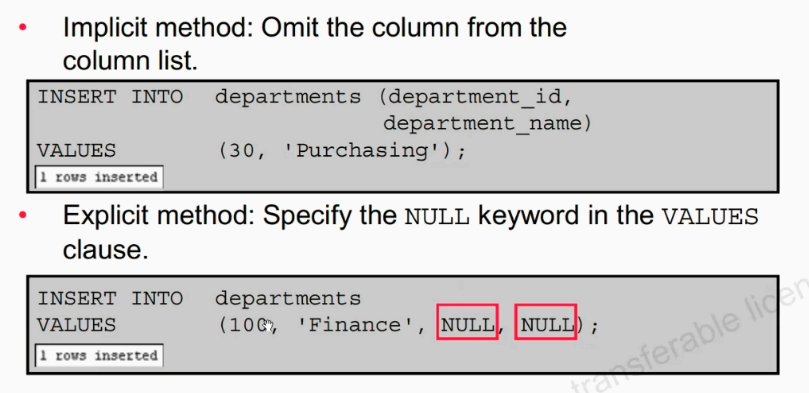 • Implicit method: Omit the column from the
column list.
INSERT INTO departments (department_id,
department_name)
VALUES (30, 'Purchasing');
1 rows inserted
• Explicit method: Specify the NULL keyword in the VALUES
clause.
INSERT INTO departments
VALUES (100, 'Finance', NULL, NULL);
1 rows inserted